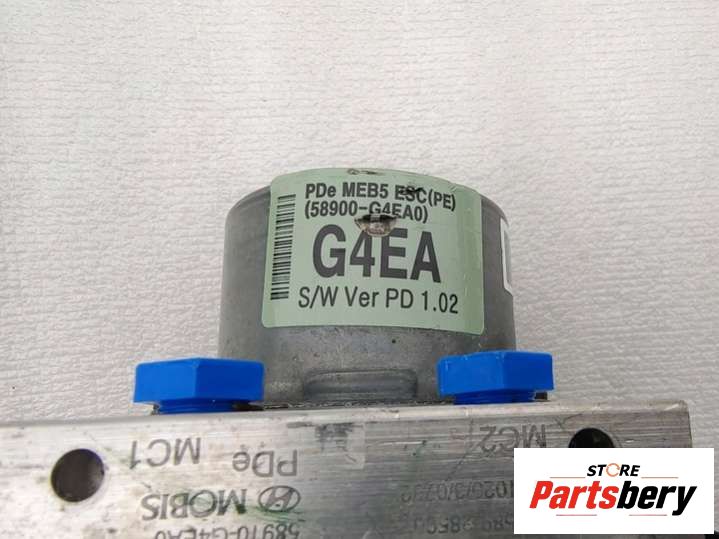 PDe MEB5 ESC(PE)
(58900-G4EA0)
G4EA
S/W Ver PD 1.02
PDe MC1
MC2
MOBIS
58910-G4EA0
STORE
Partsbery